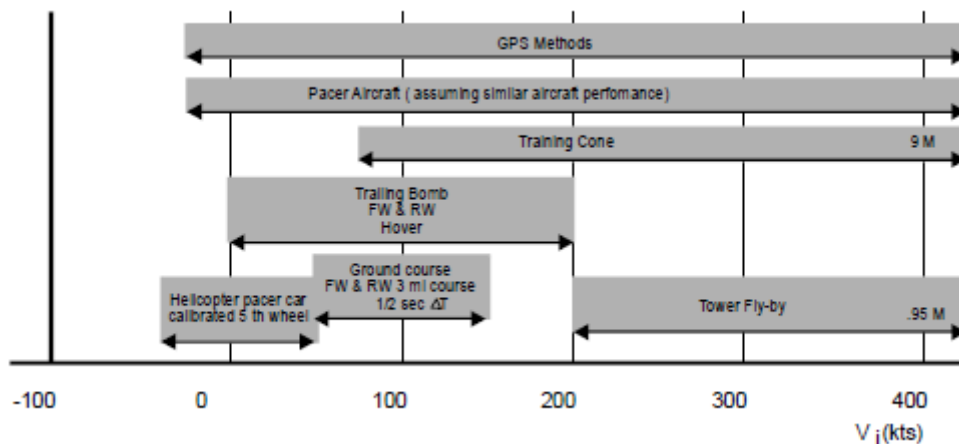 GPS Methods
Pacer Aircraft ( assuming similar aircraft perfomance)
Training Cone 9 M
Trailing Bomb
FW & RW
Hover
Ground course
FW & RW 3 ml course
1/2 sec ΔT
Helicopter pacer car
calibrated 5 th wheel
Tower Fly-by .95 M
-100 0 100 200 300 400
V i (kts)